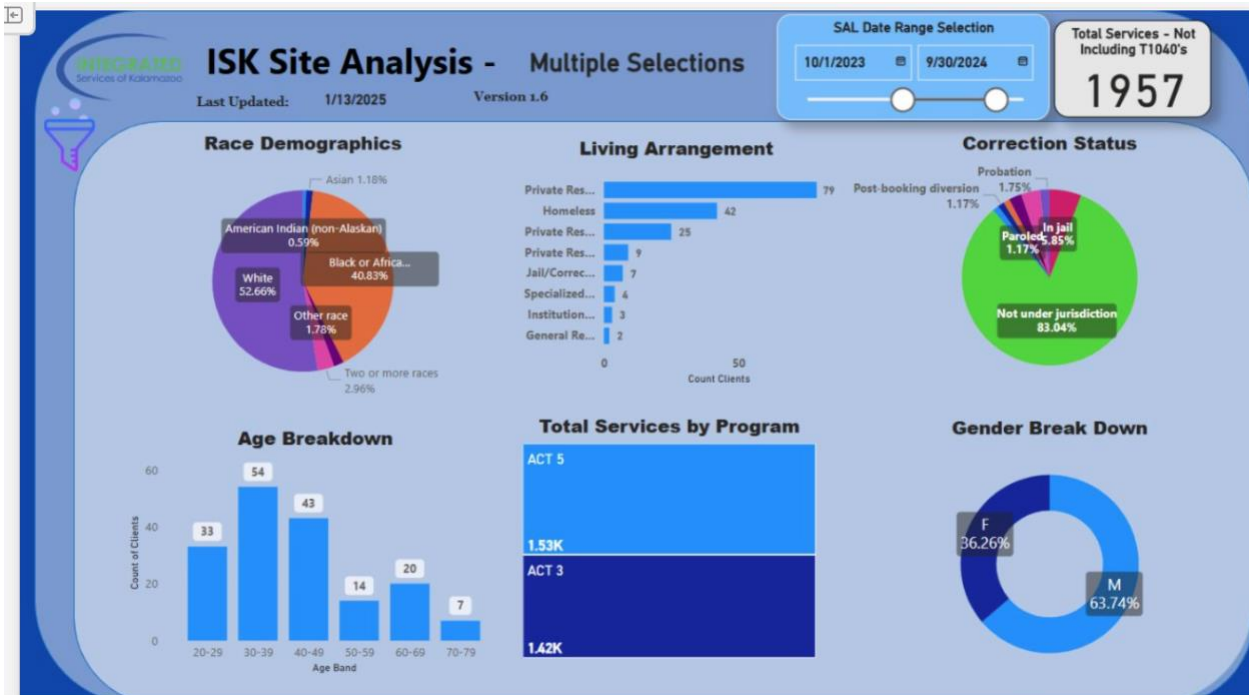 INTEGRATED
Services of Kalamazoo
ISK Site Analysis - Multiple Selections
Last Updated: 1/13/2025 Version 1.6
SAL Date Range Selection
10/1/2023 9/30/2024
Total Services - Not
Including T1040's
1957
Race Demographics
Asian 1.18%
American Indian (non-Alaskan)
0.59%
Black or Africa...
40.83%
White
52.66%
Other race
1.78%
Two or more races
2.96%
Living Arrangement
Private Res... 79
Homeless 42
Private Res... 25
Private Res... 9
Jail/Correc... 7
Specialized... 4
Institution... 3
General Re... 2
0 50
Count Clients
Correction Status
Probation
1.75%
Post-booking diversion
1.17%
In jail
5.85%
Paroled
1.17%
Not under jurisdiction
83.04%
Age Breakdown
Count of Clients
60
40
20
0
33
54
43
14
20
7
20-29 30-39 40-49 50-59 60-69 70-79
Age Band
Total Services by Program
ACT 5
1.53K
ACT 3
1.42K
Gender Break Down
F
36.26%
M
63.74%